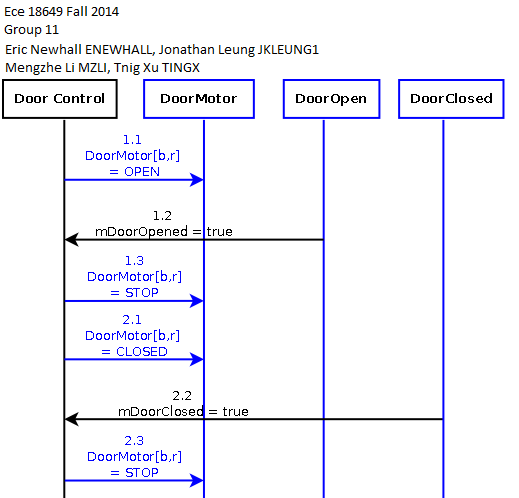 Ece 18649 Fall 2014
Group 11
Eric Newhall ENEWHALL, Jonathan Leung JKLEUNG1
Mengzhe Li MZLI, Tnig Xu TINGX
Door Control
DoorMotor
DoorOpen
DoorClosed
1.1
DoorMotor[b,r]
= OPEN
1.2
mDoorOpened = true
1.3
DoorMotor[b,r]
= STOP
2.1
DoorMotor[b,r]
= CLOSED
2.2
mDoorClosed = true
2.3
DoorMotor[b,r]
= STOP